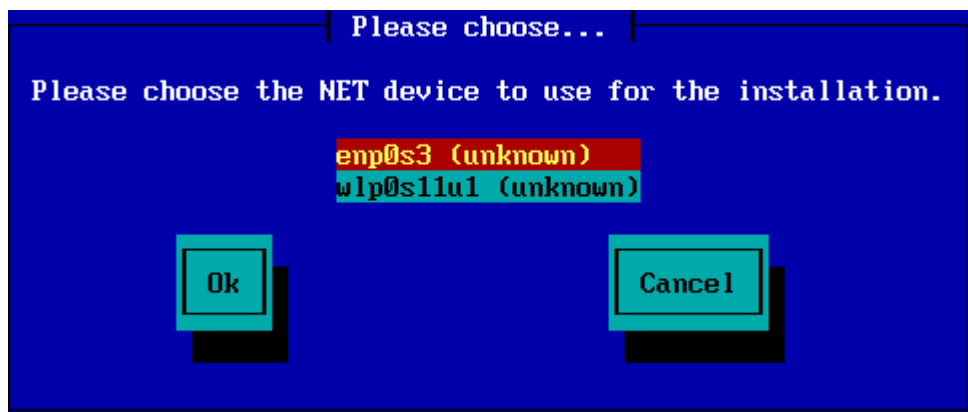 Please choose...
Please choose the NET device to use for the installation.
enp0s3 (unknown)
wlp0s11u1 (unknown)
Ok
Cancel